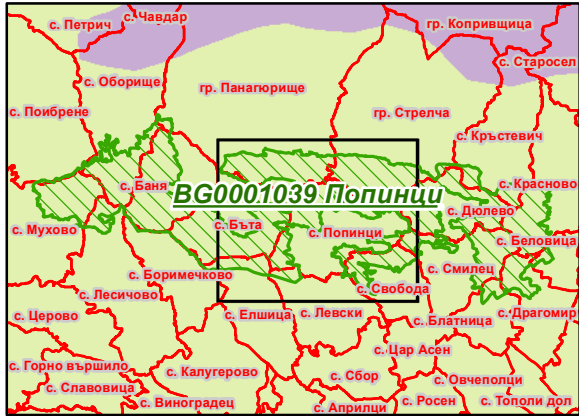 с. Петрич
с. Чавдар
гр. Копривщица
с. Старосел
с. Оборище
гр. Панагюрище
с. Поибрене
гр. Стрелча
с. Кръстевич
с. Баня
с. Красново
BG0001039 Попинци
с. Дюлево
с. Мухово
с. Бъта
с. Попинци
с. Беловица
с. Боримечково
с. Смилец
с. Свобода
с. Лесичово
с. Церово
с. Елшица
с. Левски
с. Блатница
с. Драгомир
с. Цар Асен
с. Горно вършило
с. Калугерово
с. Сбор
с. Овчеполци
с. Славовица
с. Виноградец
с. Априлци
с. Росен
с. Тополи дол